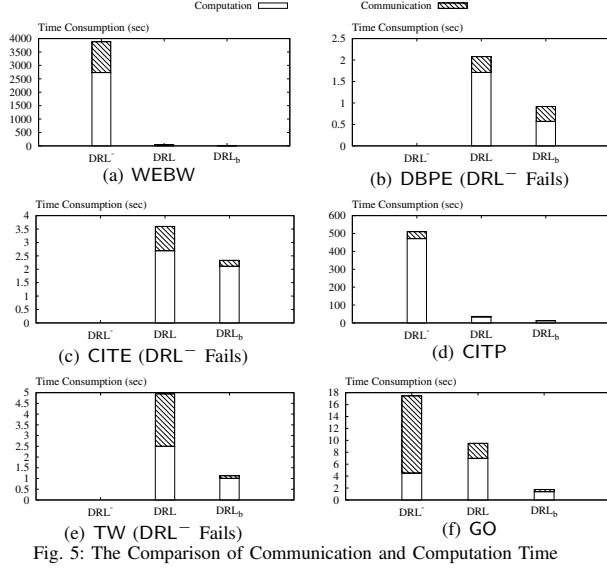 Computation Communication
Time Consumption (sec) Time Consumption (sec)
4000 2.5
3500
3000 2
2500 1.5
2000
1500 1
1000 0.5
500
0 0
DRL⁻ DRL DRL_b DRL⁻ DRL DRL_b
(a) WEBW (b) DBPE (DRL⁻ Fails)
Time Consumption (sec) Time Consumption (sec)
4 600
3.5 500
3
2.5 400
2 300
1.5 200
1
0.5 100
0 0
DRL⁻ DRL DRL_b DRL⁻ DRL DRL_b
(c) CITE (DRL⁻ Fails) (d) CITP
Time Consumption (sec) Time Consumption (sec)
5 18
4.5 16
4 14
3.5 12
3 10
2.5 8
2 6
1.5 4
1 2
0.5 0
0
DRL⁻ DRL DRL_b DRL⁻ DRL DRL_b
(e) TW (DRL⁻ Fails) (f) GO
Fig. 5: The Comparison of Communication and Computation Time